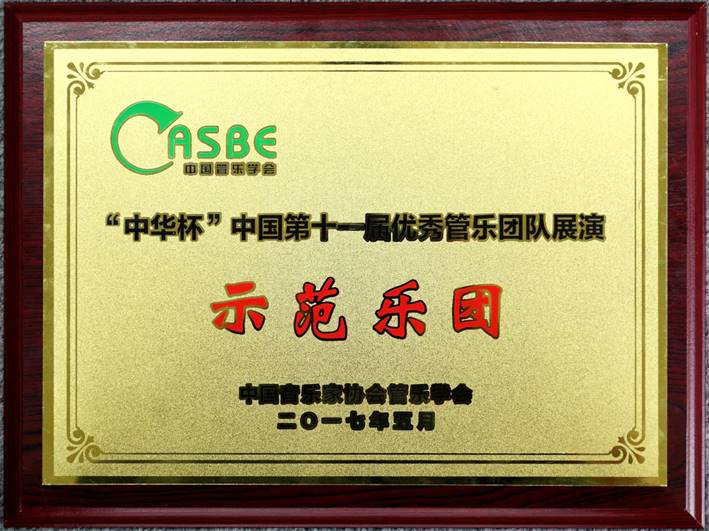 CASBE
中国管乐学会
“中华杯”中国第十一届优秀管乐团队展演
示范乐团
中国音乐家协会管乐学会
二〇一七年五月